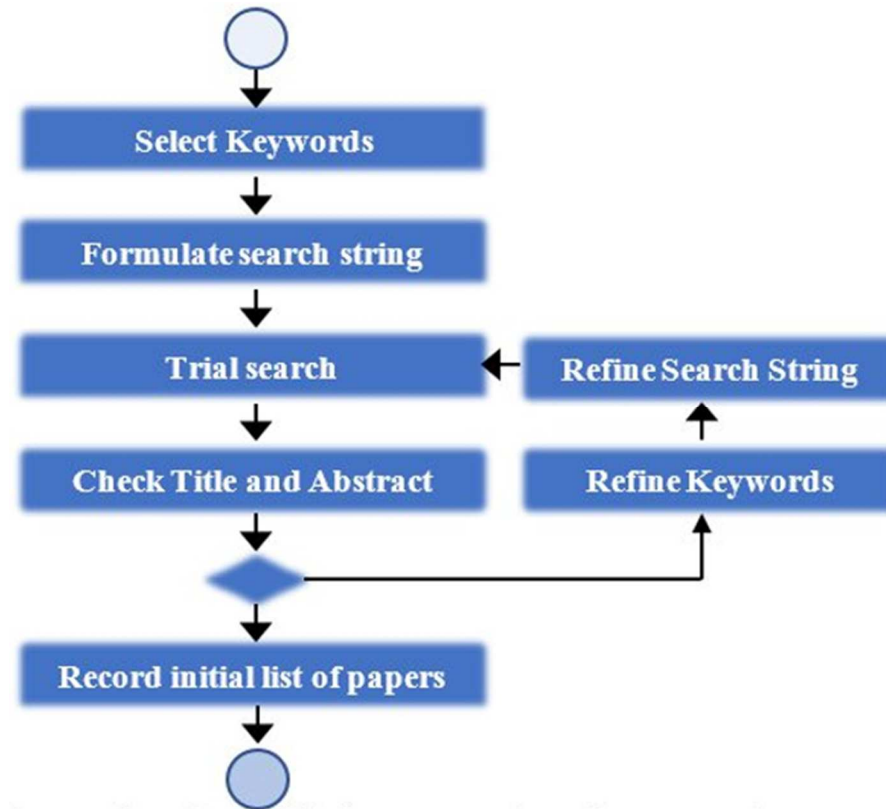 Select Keywords
Formulate search string
Trial search
Refine Search String
Check Title and Abstract
Refine Keywords
Record initial list of papers